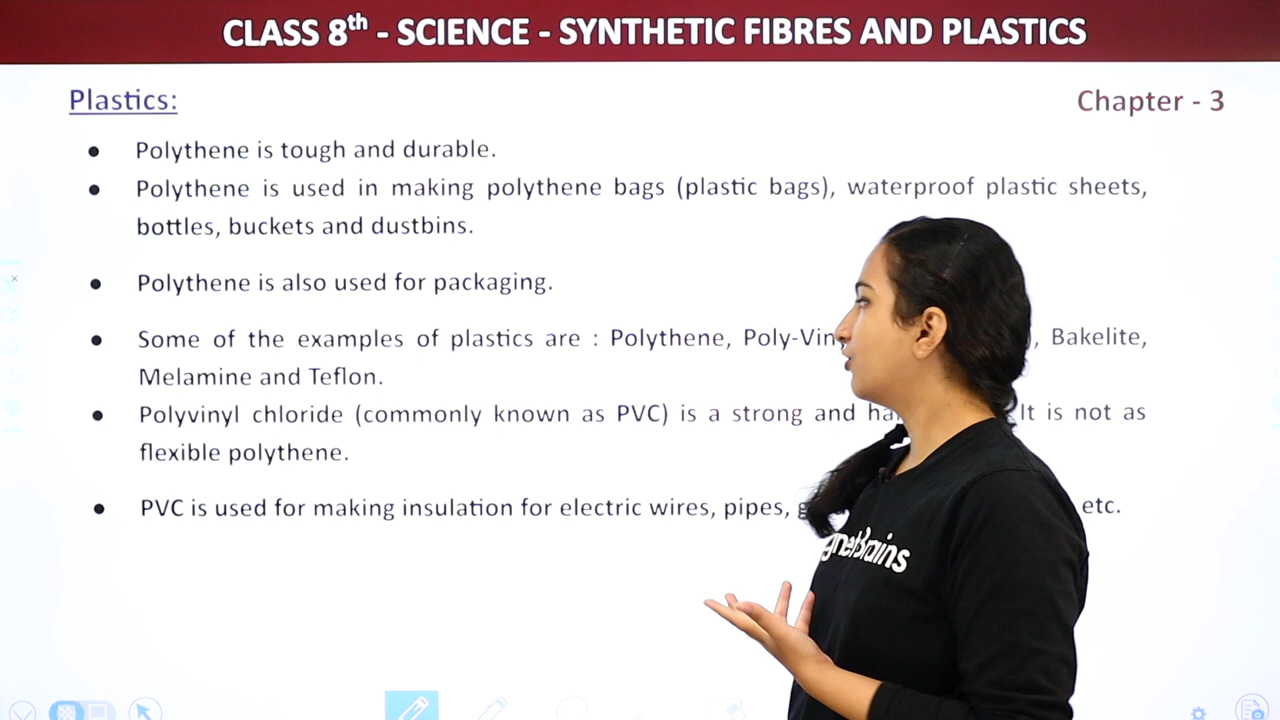 CLASS 8th - SCIENCE - SYNTHETIC FIBRES AND PLASTICS
Plastics:
Chapter - 3
● Polythene is tough and durable.
● Polythene is used in making polythene bags (plastic bags), waterproof plastic sheets,
bottles, buckets and dustbins.
● Polythene is also used for packaging.
● Some of the examples of plastics are : Polythene, Poly-Vin , Bakelite,
Melamine and Teflon.
● Polyvinyl chloride (commonly known as PVC) is a strong and ha It is not as
flexible polythene.
● PVC is used for making insulation for electric wires, pipes, etc.
gnetBrains